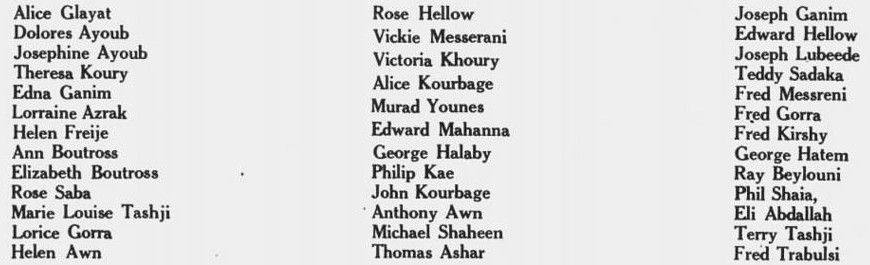 Alice Glayat
Dolores Ayoub
Josephine Ayoub
Theresa Koury
Edna Ganim
Lorraine Azrak
Helen Freije
Ann Boutross
Elizabeth Boutross
Rose Saba
Marie Louise Tashji
Lorice Gorra
Helen Awn
Rose Hellow
Vickie Messerani
Victoria Khoury
Alice Kourbage
Murad Younes
Edward Mahanna
George Halaby
Philip Kae
John Kourbage
Anthony Awn
Michael Shaheen
Thomas Ashar
Joseph Ganim
Edward Hellow
Joseph Lubeede
Teddy Sadaka
Fred Messreni
Fred Gorra
Fred Kirshy
George Hatem
Ray Beylouni
Phil Shaia,
Eli Abdallah
Terry Tashji
Fred Trabulsi